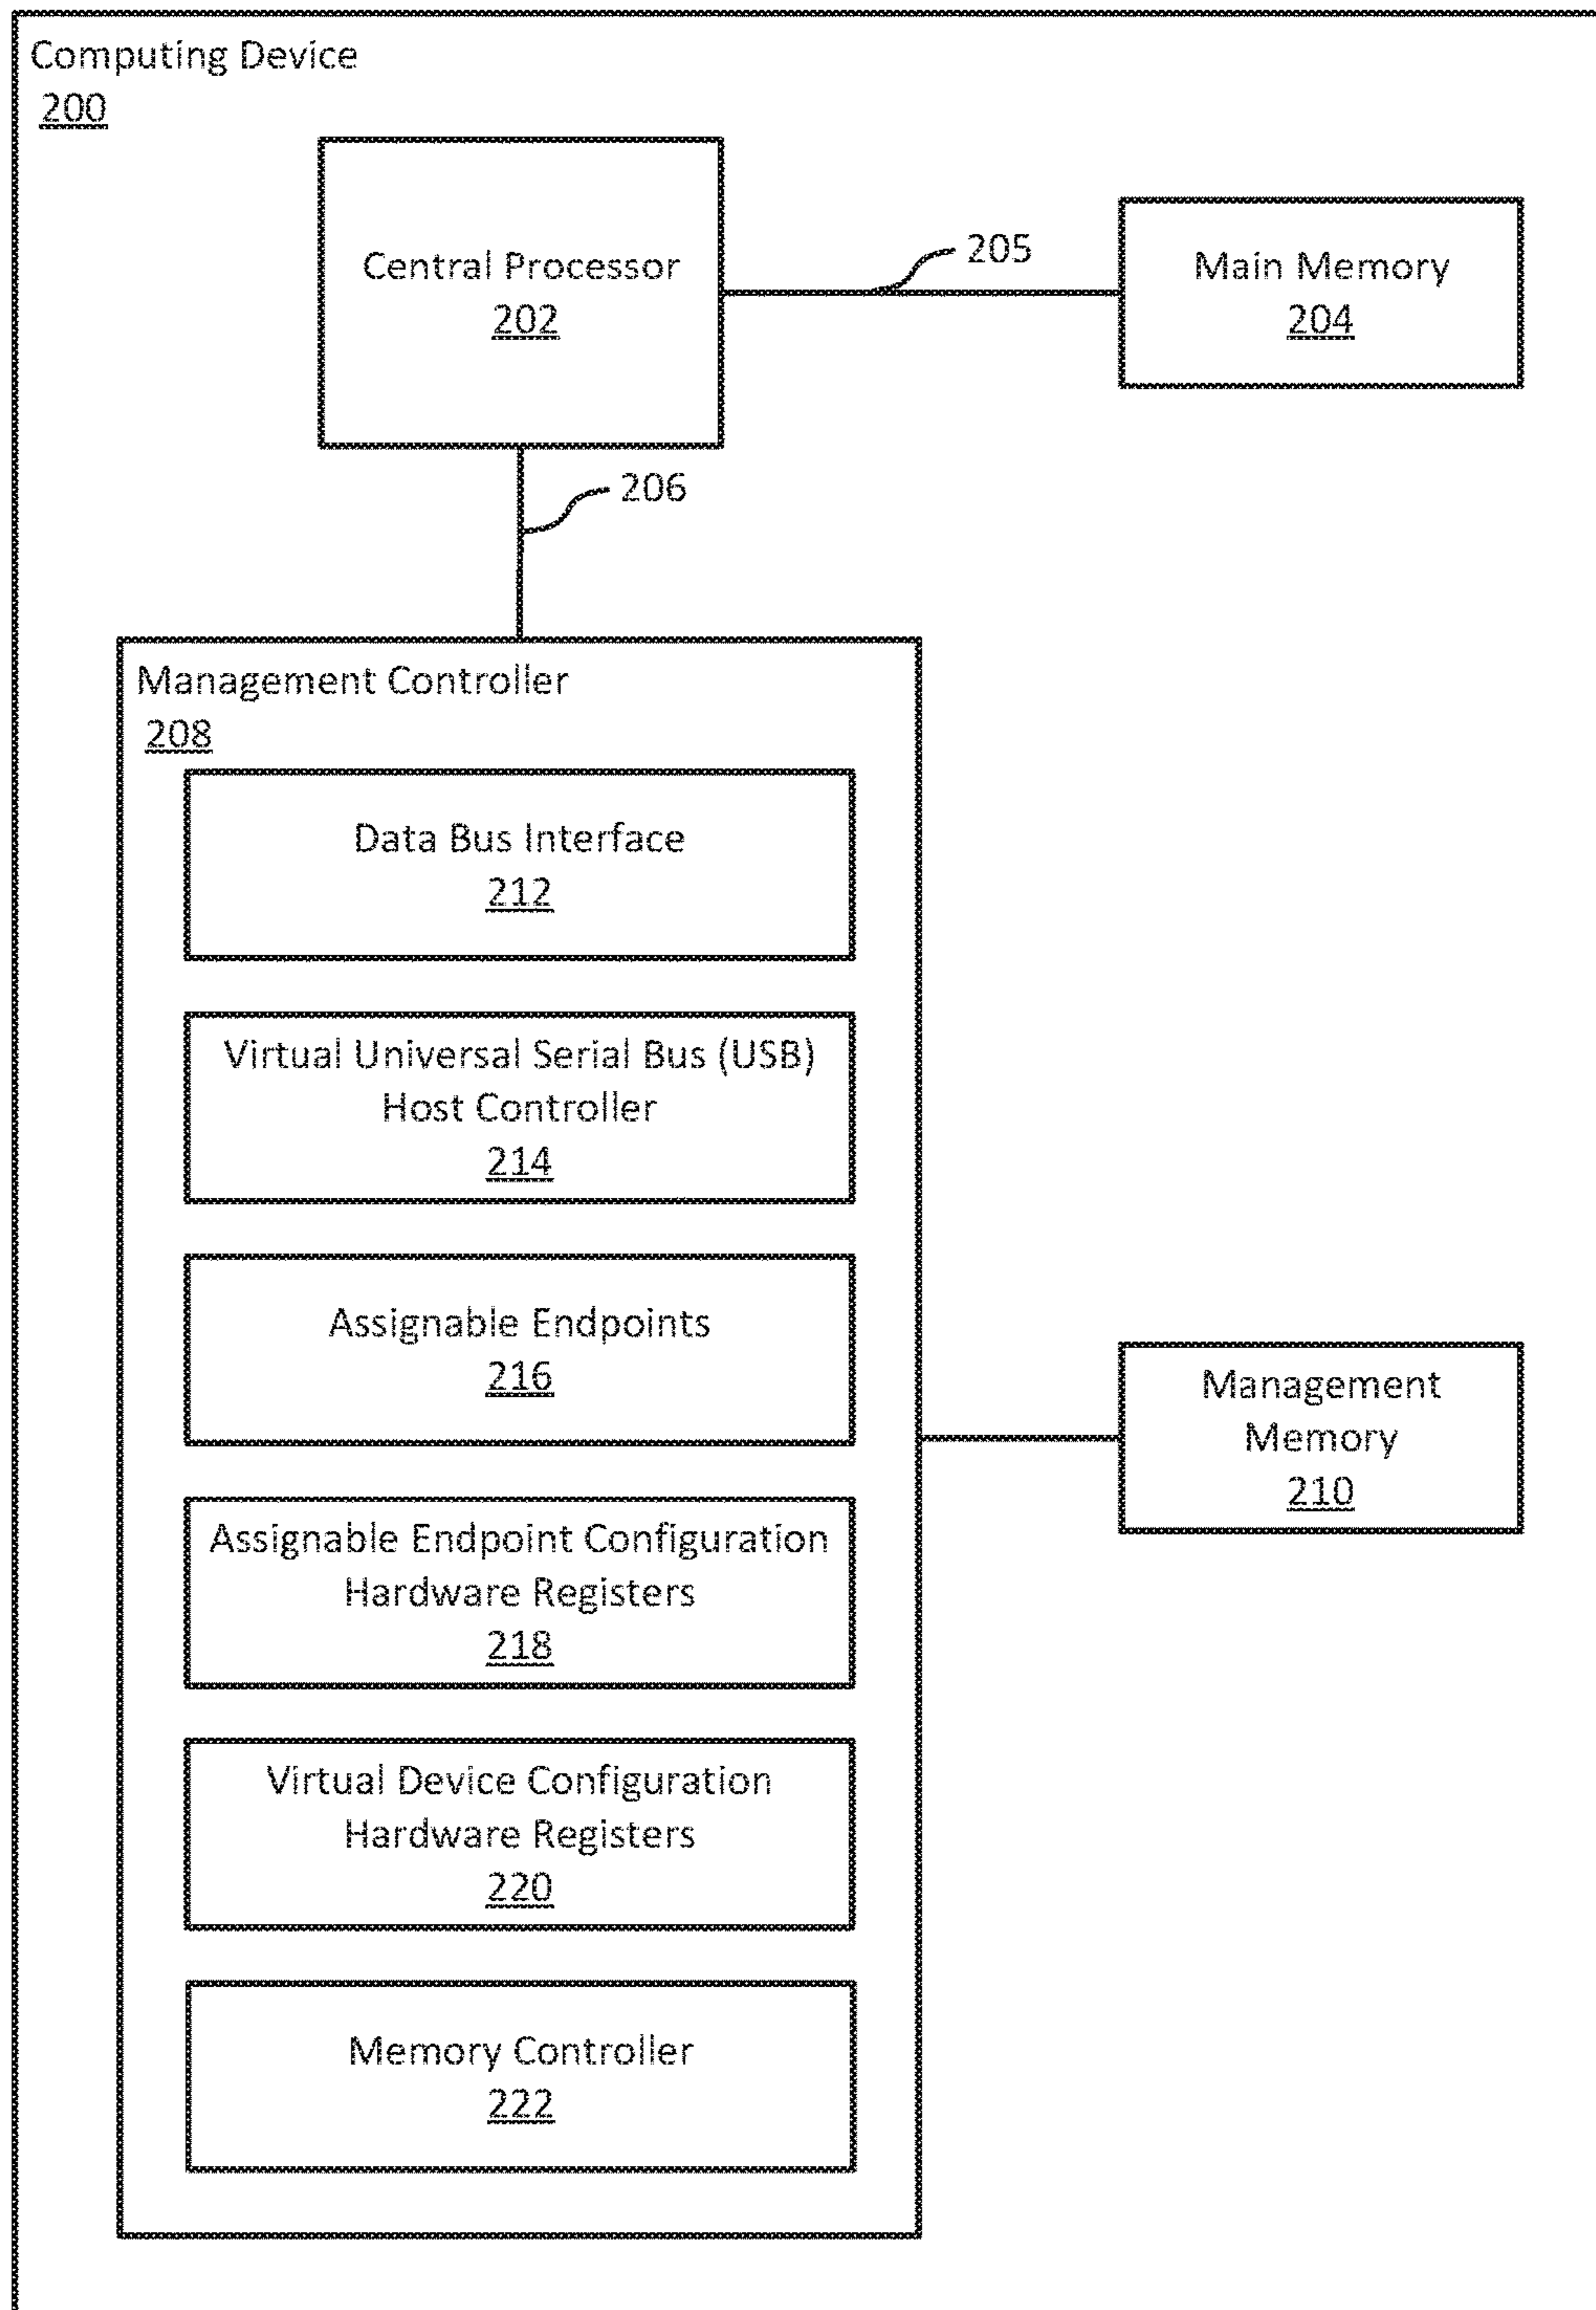 Computing Device
200
Central Processor
202
205
Main Memory
204
206
Management Controller
208
Data Bus Interface
212
Virtual Universal Serial Bus (USB)
Host Controller
214
Assignable Endpoints
216
Assignable Endpoint Configuration
Hardware Registers
218
Virtual Device Configuration
Hardware Registers
220
Memory Controller
222
Management
Memory
210